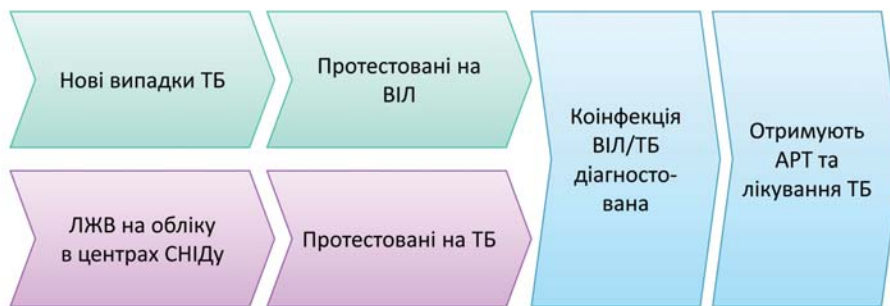 Нові випадки ТБ
Протестовані на
ВІЛ
Коінфекція
ВІЛ/ТБ
діагносто-
вана
Отримують
АРТ та
лікування ТБ
ЛЖВ на обліку
в центрах СНІДу
Протестовані на ТБ